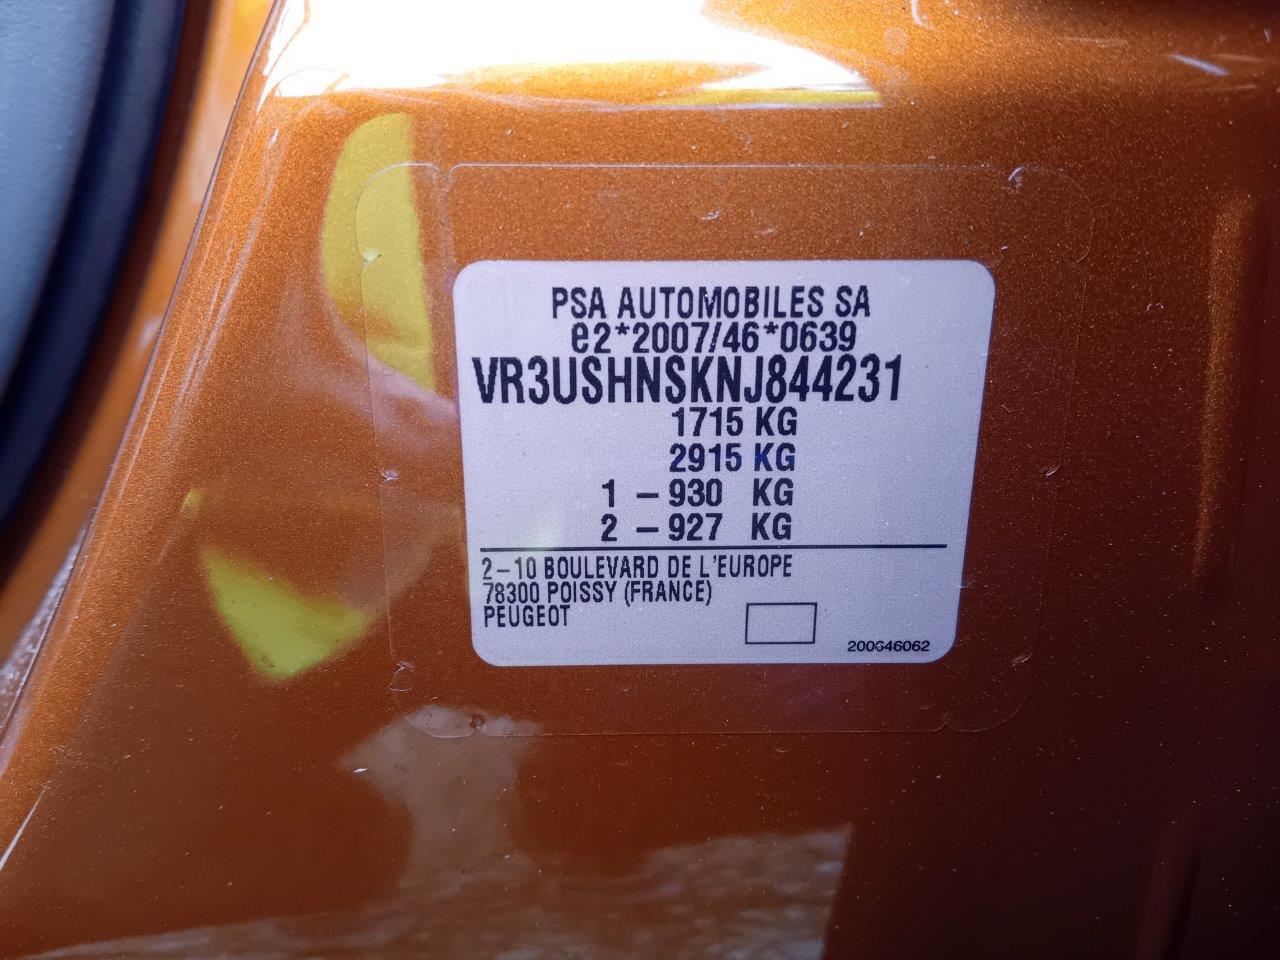 PSA AUTOMOBILES SA
e2*2007/46*0639
VR3USHNSKNJ844231
1715 KG
2915 KG
1 – 930 KG
2 – 927 KG
2–10 BOULEVARD DE L'EUROPE
78300 POISSY (FRANCE)
PEUGEOT
200646062